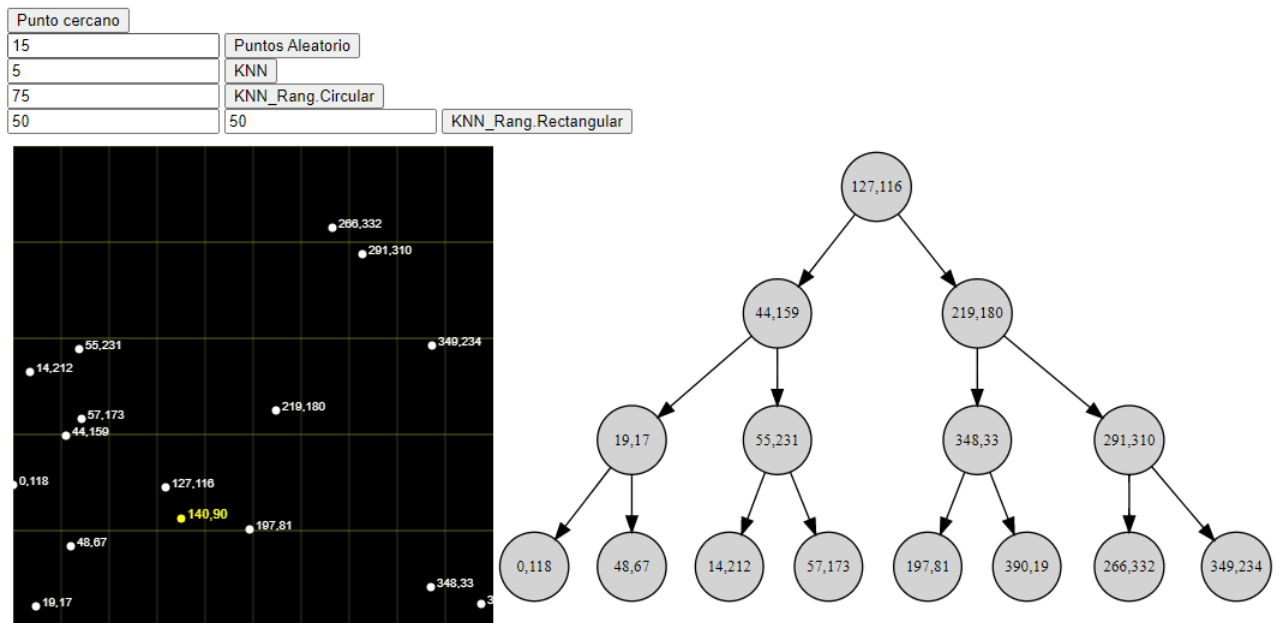 Punto cercano
15 Puntos Aleatorio
5 KNN
75 KNN_Rang.Circular
50 50 KNN_Rang.Rectangular
266,332
291,310
349,234
55,231
14,212
219,180
57,173
44,159
0,118
127,116
140,90
197,81
48,67
348,33
19,17
3
127,116
44,159 219,180
19,17 55,231 348,33 291,310
0,118 48,67 14,212 57,173 197,81 390,19 266,332 349,234